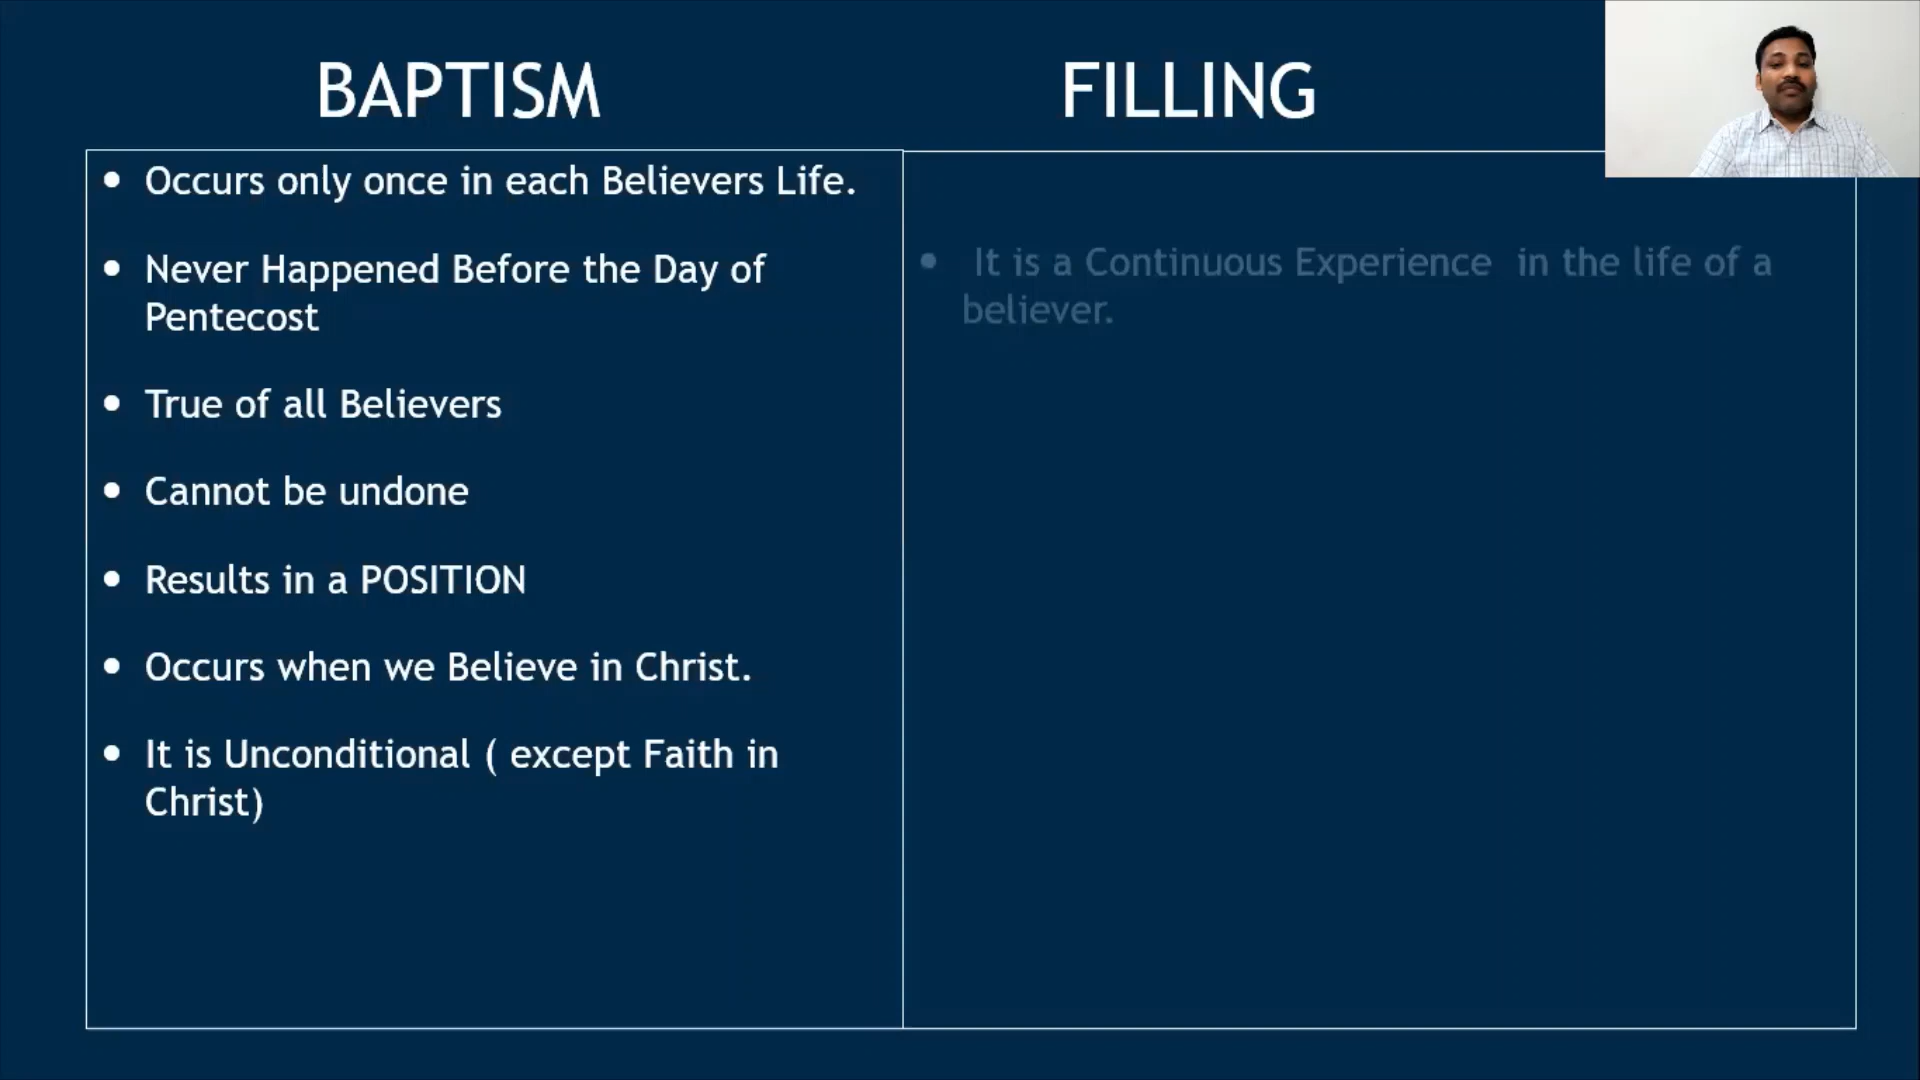 BAPTISM
FILLING
• Occurs only once in each Believers Life.
• Never Happened Before the Day of
Pentecost
• True of all Believers
• Cannot be undone
• Results in a POSITION
• Occurs when we Believe in Christ.
• It is Unconditional ( except Faith in
Christ)
• It is a Continuous Experience in the life of a
believer.